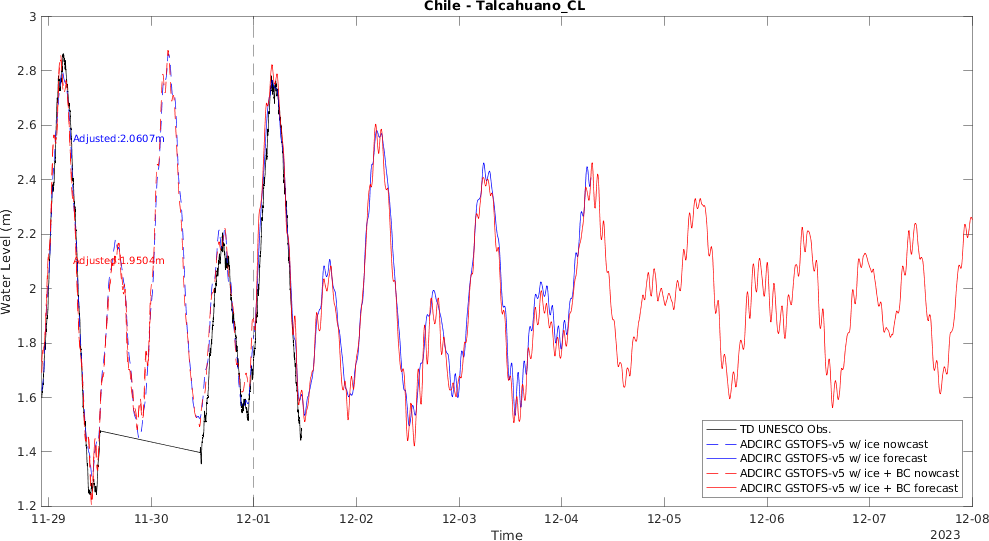 Chile - Talcahuano_CL
3
2.8
2.6
2.4
2.2
2
1.8
1.6
1.4
1.2
Water Level (m)
Adjusted:2.0607m
Adjusted:1.9504m
TD UNESCO Obs.
ADCIRC GSTOFS-v5 w/ ice nowcast
ADCIRC GSTOFS-v5 w/ ice forecast
ADCIRC GSTOFS-v5 w/ ice + BC nowcast
ADCIRC GSTOFS-v5 w/ ice + BC forecast
11-29 11-30 12-01 12-02 12-03 12-04 12-05 12-06 12-07 12-08
Time
2023